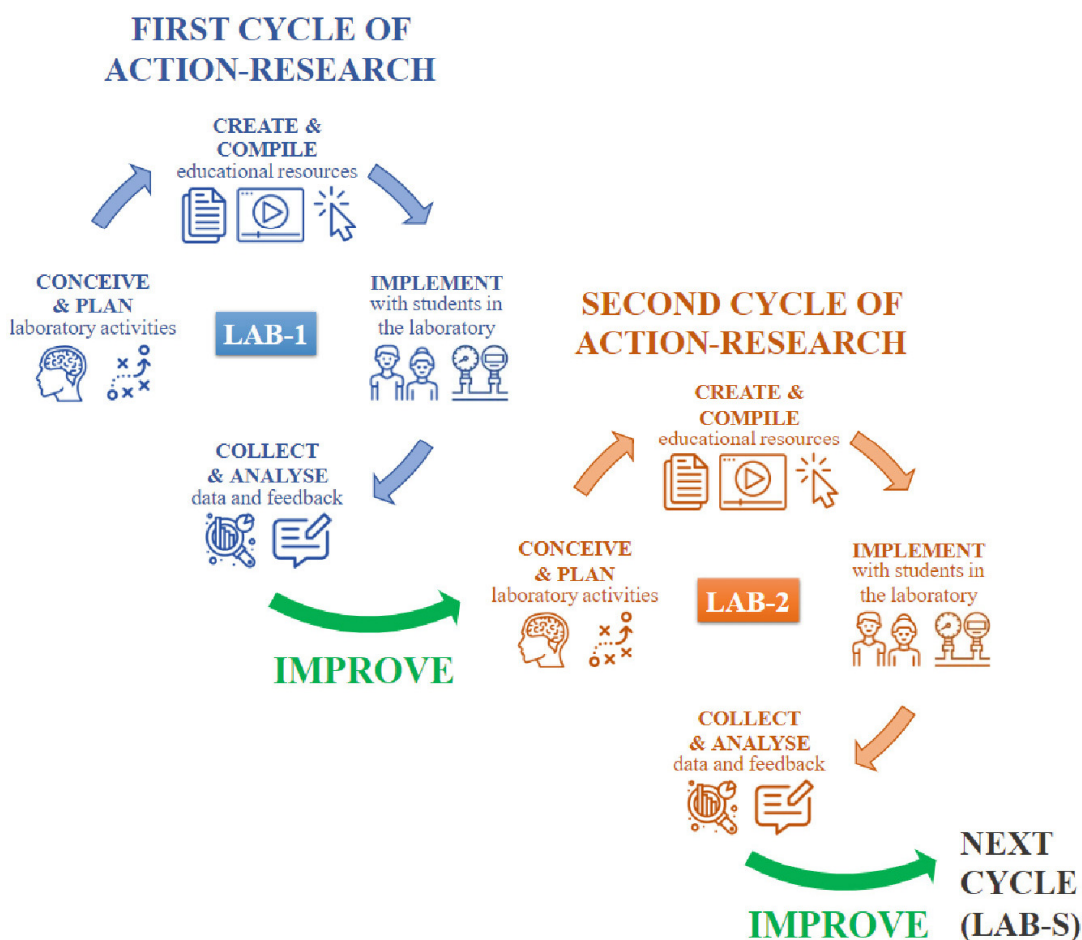 FIRST CYCLE OF
ACTION-RESEARCH
CREATE &
COMPILE
educational resources
CONCEIVE
& PLAN
laboratory activities
LAB-1
IMPLEMENT
with students in
the laboratory
COLLECT
& ANALYSE
data and feedback
IMPROVE
SECOND CYCLE OF
ACTION-RESEARCH
CREATE &
COMPILE
educational resources
CONCEIVE
& PLAN
laboratory activities
LAB-2
IMPLEMENT
with students in
the laboratory
COLLECT
& ANALYSE
data and feedback
IMPROVE
NEXT
CYCLE
(LAB-S)